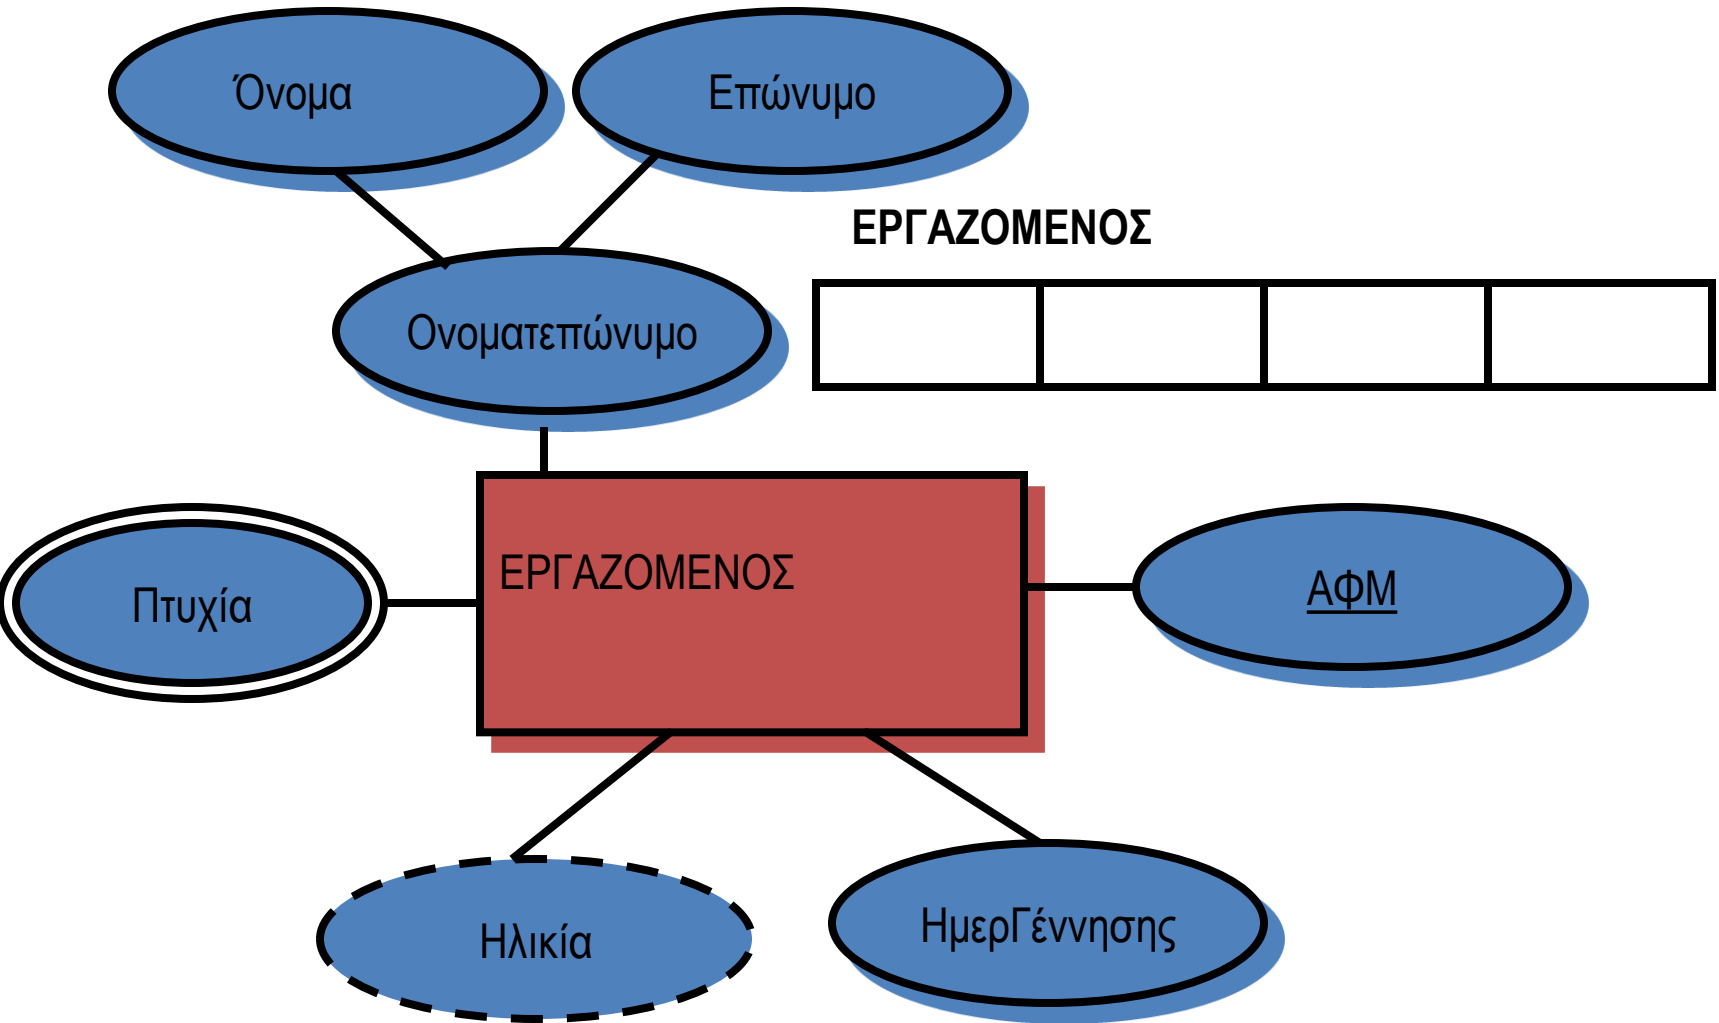 Όνομα
Επώνυμο
ΕΡΓΑΖΟΜΕΝΟΣ
Ονοματεπώνυμο
ΕΡΓΑΖΟΜΕΝΟΣ
Πτυχία
ΑΦΜ
Ηλικία
ΗμερΓέννησης